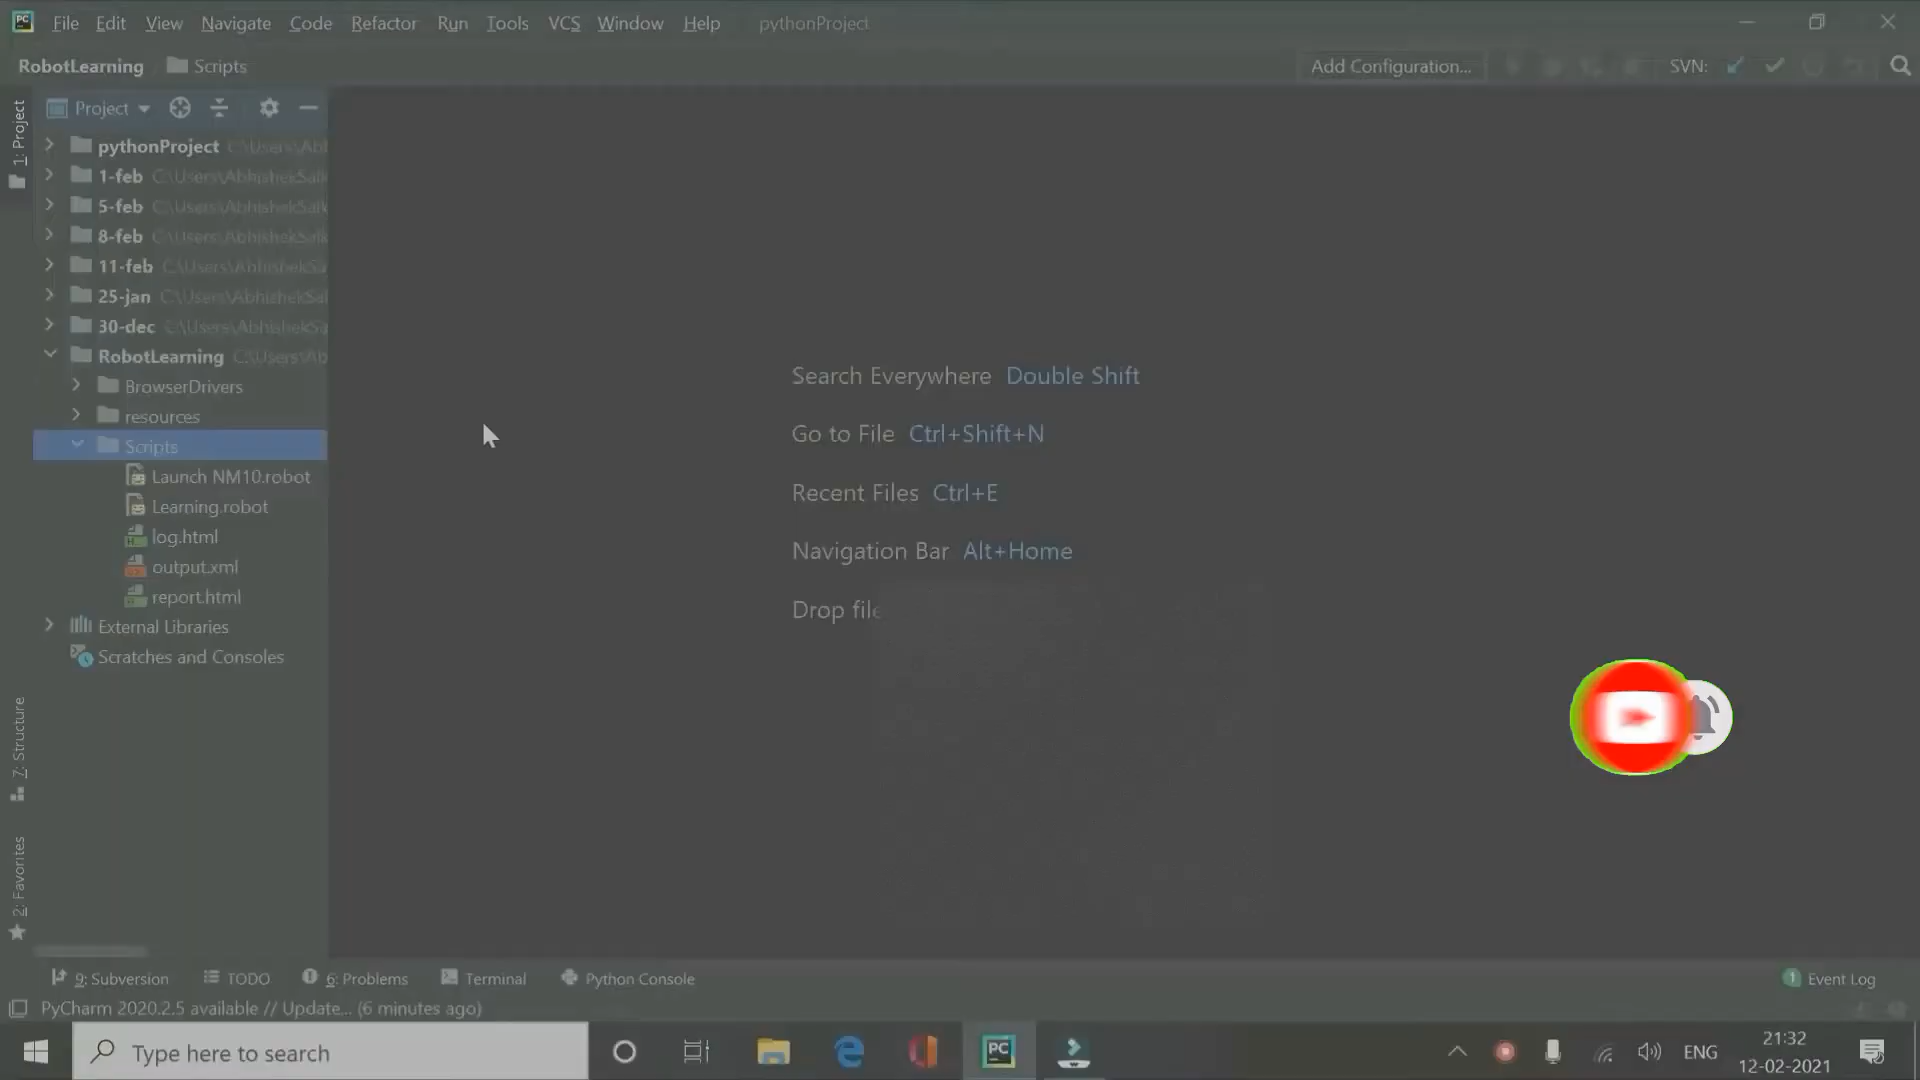 File Edit View Navigate Code Refactor Run Tools VCS Window Help pythonProject
RobotLearning Scripts Add Configuration... SVN:
1: Project
Project
pythonProject
1-feb
5-feb
8-feb
11-feb
25-jan
30-dec
RobotLearning
BrowserDrivers
resources
Scripts
Launch NM10.robot
Learning.robot
log.html
output.xml
report.html
External Libraries
Scratches and Consoles
Search Everywhere Double Shift
Go to File Ctrl+Shift+N
Recent Files Ctrl+E
Navigation Bar Alt+Home
Drop
7: Structure
2: Favorites
9: Subversion TODO 6: Problems Terminal Python Console 1 Event Log
PyCharm 2020.2.5 available // Update... (6 minutes ago)
Type here to search
PC
ENG
21:32
12-02-2021